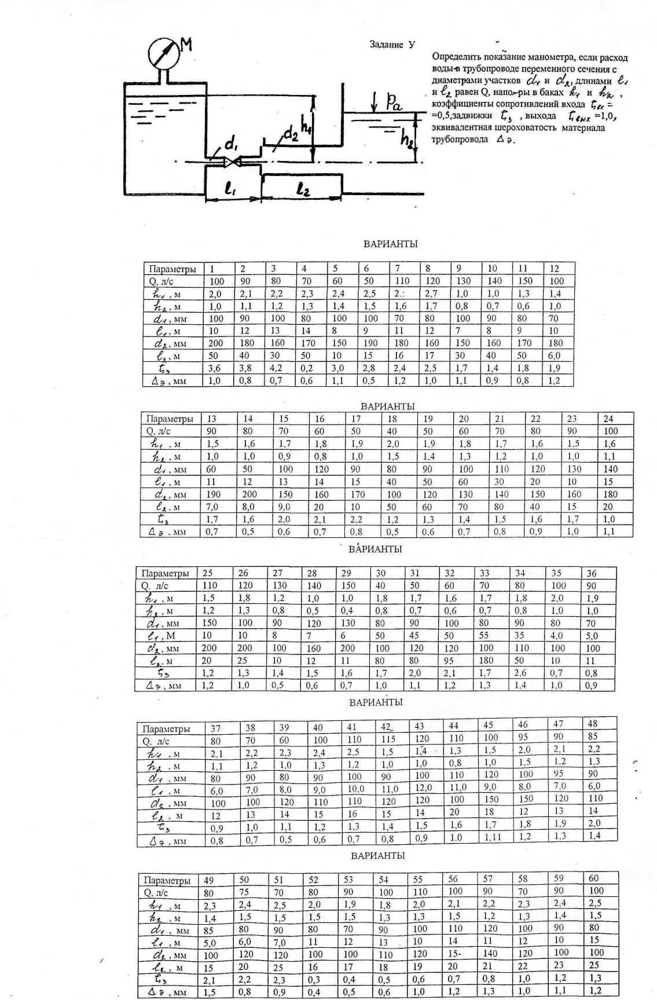 M
Задание У
Определить показание манометра, если расход
воды в трубопроводе переменного сечения с
диаметрами участков d₁ и d₂, длинами ℓ₁
и ℓ₂ равен Q, напоры в баках h₁ и h₂ ,
коэффициенты сопротивлений входа ζвх =
=0,5,задвижки ζз , выхода ζвых =1,0,
эквивалентная шероховатость материала
трубопровода Δэ.
Pa
h₁
d₂
h₂
d₁
ℓ₁ ℓ₂
ВАРИАНТЫ
Параметры 1 2 3 4 5 6 7 8 9 10 11 12
Q, л/с 100 90 80 70 60 50 110 120 130 140 150 100
h₁ , м 2,0 2,1 2,2 2,3 2,4 2,5 2.: 2,7 1,0 1,0 1,3 1,4
h₂ , м 1,0 1,1 1,2 1,3 1,4 1,5 1,6 1,7 0,8 0,7 0,6 1,0
d₁, мм 100 90 100 80 100 100 70 80 100 90 80 70
ℓ₁, м 10 12 13 14 8 9 11 12 7 8 9 10
d₂, мм 200 180 160 170 150 190 180 160 150 160 170 180
ℓ₂, м 50 40 30 50 10 15 16 17 30 40 50 6,0
ζз 3,6 3,8 4,2 0,2 3,0 2,8 2,4 2,5 1,7 1,4 1,8 1,9
Δэ , мм 1,0 0,8 0,7 0,6 1,1 0,5 1,2 1,0 1,1 0,9 0,8 1,2
ВАРИАНТЫ
Параметры 13 14 15 16 17 18 19 20 21 22 23 24
Q, л/с 90 80 70 60 50 40 50 60 70 80 90 100
h₁ , м 1,5 1,6 1,7 1,8 1,9 2,0 1,9 1,8 1,7 1,6 1,5 1,6
h₂ , м 1,0 1,0 0,9 0,8 1,0 1,5 1,4 1,3 1,2 1,0 1,0 1,1
d₁ , мм 60 50 100 120 90 80 90 100 110 120 130 140
ℓ₁ , м 11 12 13 14 15 40 50 60 30 20 10 15
d₂, мм 190 200 150 160 170 100 120 130 140 150 160 180
ℓ₂, м 7,0 8,0 9,0 20 10 50 60 70 80 40 15 20
ζз 1,7 1,6 2,0 2,1 2,2 1,2 1,3 1,4 1,5 1,6 1,7 1,0
Δэ , мм 0,7 0,5 0,6 0,7 0,8 0,5 0,6 0,7 0,8 0,9 1,0 1,1
ВАРИАНТЫ
Параметры 25 26 27 28 29 30 31 32 33 34 35 36
Q. л/с 110 120 130 140 150 40 50 60 70 80 100 90
h₁ , м 1,5 1,8 1,2 1,0 1,0 1,8 1,7 1,6 1,7 1,8 2,0 1,9
h₂ , м 1,2 1,3 0,8 0,5 0,4 0,8 0,7 0,6 0,7 0,8 1,0 1,0
d₁, мм 150 100 90 120 130 80 90 100 80 90 80 70
ℓ₁ , М 10 10 8 7 6 50 45 50 55 35 4,0 5,0
d₂, мм 200 200 100 160 200 100 120 120 100 110 100 100
ℓ₂, м 20 25 10 12 11 80 80 95 180 50 10 11
ζз 1,2 1,3 1,4 1,5 1,6 1,7 2,0 2,1 1,7 2,6 0,7 0,8
Δэ, мм 1,2 1,0 0,5 0,6 0,7 1,0 1,1 1,2 1,3 1,4 1,0 0,9
ВАРИАНТЫ
Параметры 37 38 39 40 41 42 43 44 45 46 47 48
Q. л/с 80 70 60 100 110 115 120 110 100 95 90 85
h₁ , м 2,1 2,2 2,3 2,4 2,5 1,5 1,4 1,3 1,5 2,0 2,1 2,2
h₂ , м 1,1 1,2 1,0 1,3 1,2 1,0 1,0 0,8 1,0 1,5 1,2 1,3
d₁ , мм 80 90 80 90 100 90 100 110 120 100 95 90
ℓ₁ , м 6,0 7,0 8,0 9,0 10,0 11,0 12,0 11,0 9,0 8,0 7,0 6,0
d₂ , мм 100 100 120 110 110 120 120 100 150 150 120 110
ℓ₂ , м 12 13 14 15 16 15 14 20 18 12 13 14
ζз 0,9 1,0 1,1 1,2 1,3 1,4 1,5 1,6 1,7 1,8 1,9 2,0
Δэ , мм 0,8 0,7 0,5 0,6 0,7 0,8 0,9 1.0 1,11 1,2 1,3 1,4
ВАРИАНТЫ
Параметры 49 50 51 52 53 54 55 56 57 58 59 60
Q, л/с 80 75 70 80 90 100 110 100 90 70 90 100
h₁ , м 2,3 2,4 2,5 2,0 1,9 1,8 2,0 2,1 2,2 2,3 2,4 2,5
h₂ , м 1,4 1,5 1,5 1,5 1,5 1,3 1,3 1,5 1,2 1,3 1,4 1,5
d₁ , мм 85 80 90 80 70 90 100 110 120 100 90 80
ℓ₁ , м 5,0 6,0 7,0 11 12 13 10 14 11 12 10 15
d₂ , мм 100 120 120 100 100 110 120 15- 140 120 100 100
ℓ₂ , м 15 20 25 16 17 18 19 20 21 22 23 25
ζз 2,1 2,2 2,3 0,3 0,4 0,5 0,6 0,7 0,8 1,0 1,2 1,3
Δэ , мм 1,5 0,8 0,9 0,4 0,5 0,6 1,0 1,2 1,3 1,0 1,1 1,2